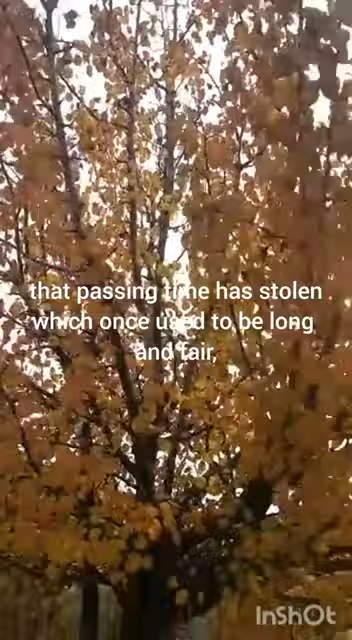 that passing time has stolen
which once used to be long
and fair,
InShOt